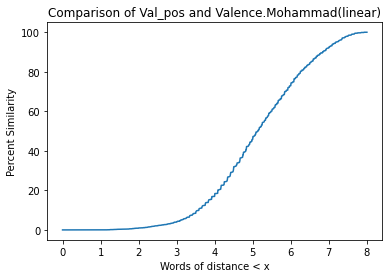 Comparison of Val_pos and Valence.Mohammad(linear)
100
80
60
40
20
0
Percent Similarity
0 1 2 3 4 5 6 7 8
Words of distance < x